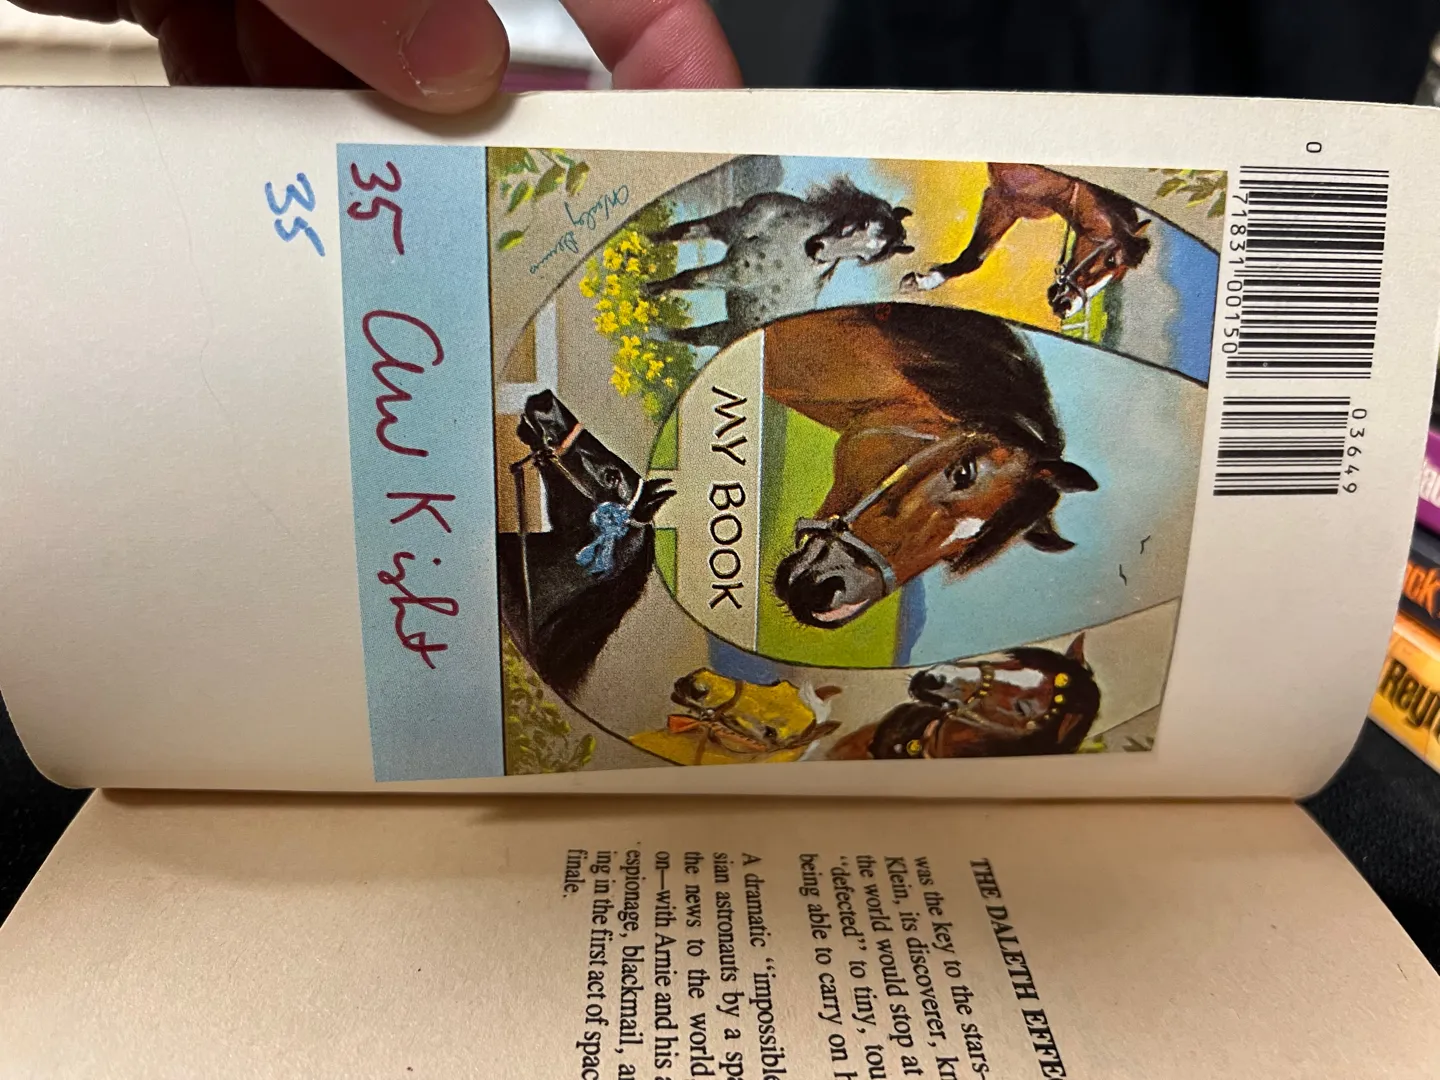 0
71831 00150
03649
MY BOOK
35
35
THE DALETH EFFE
was the key to the stars—
Klein, its discoverer, kn
the world would stop at
"defected" to tiny, tou
being able to carry on h
A dramatic "impossible
sian astronauts by a spa
the news to the world,
on—with Arnie and his a
espionage, blackmail, a
ing in the first act of spac
finale.